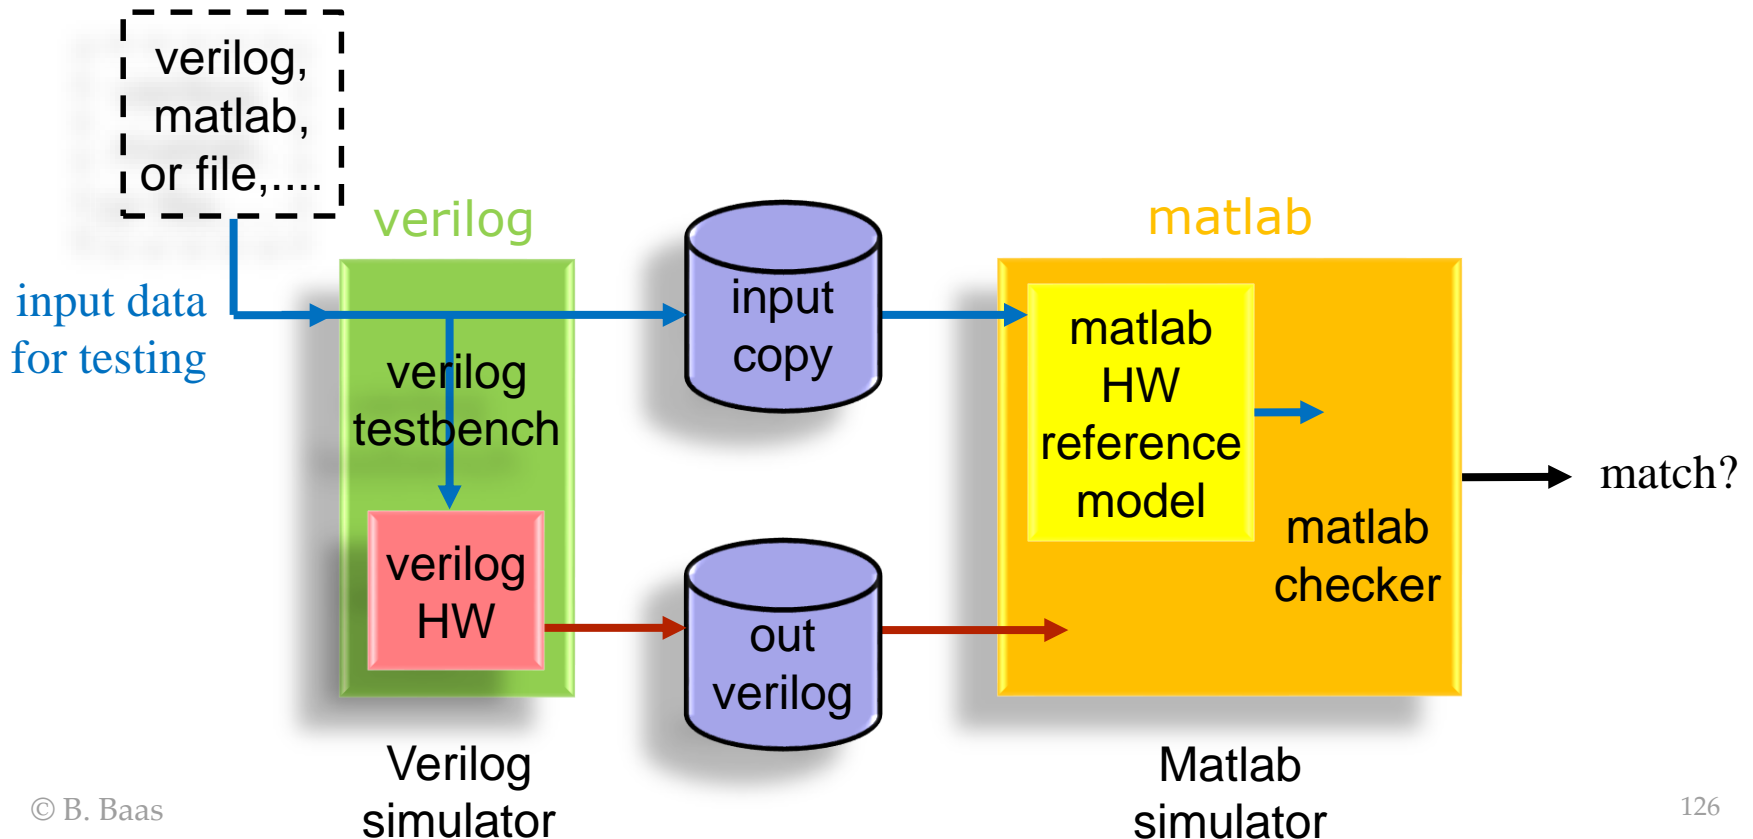 verilog,
matlab,
or file,....
verilog
matlab
input data
for testing
verilog
testbench
verilog
HW
input
copy
out
verilog
matlab
HW
reference
model
matlab
checker
match?
Verilog
simulator
Matlab
simulator
© B. Baas
126